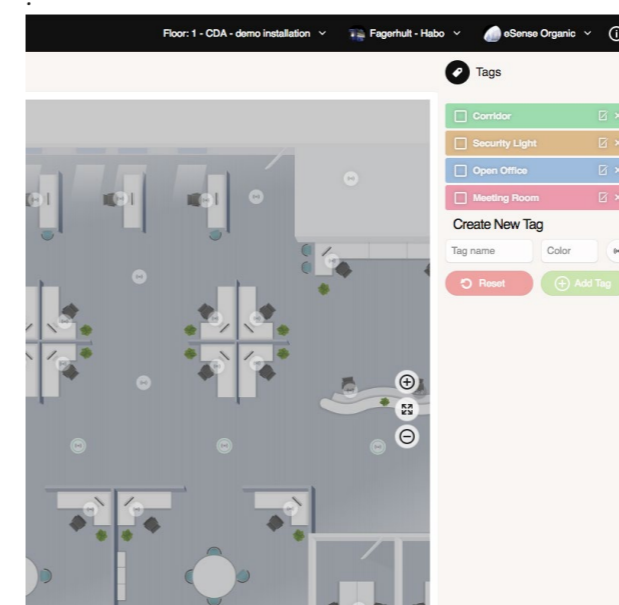 Floor: 1 - CDA - demo installation Fagerhult - Habo eSense Organic
Tags
Corridor
Security Light
Open Office
Meeting Room
Create New Tag
Tag name Color
Reset Add Tag